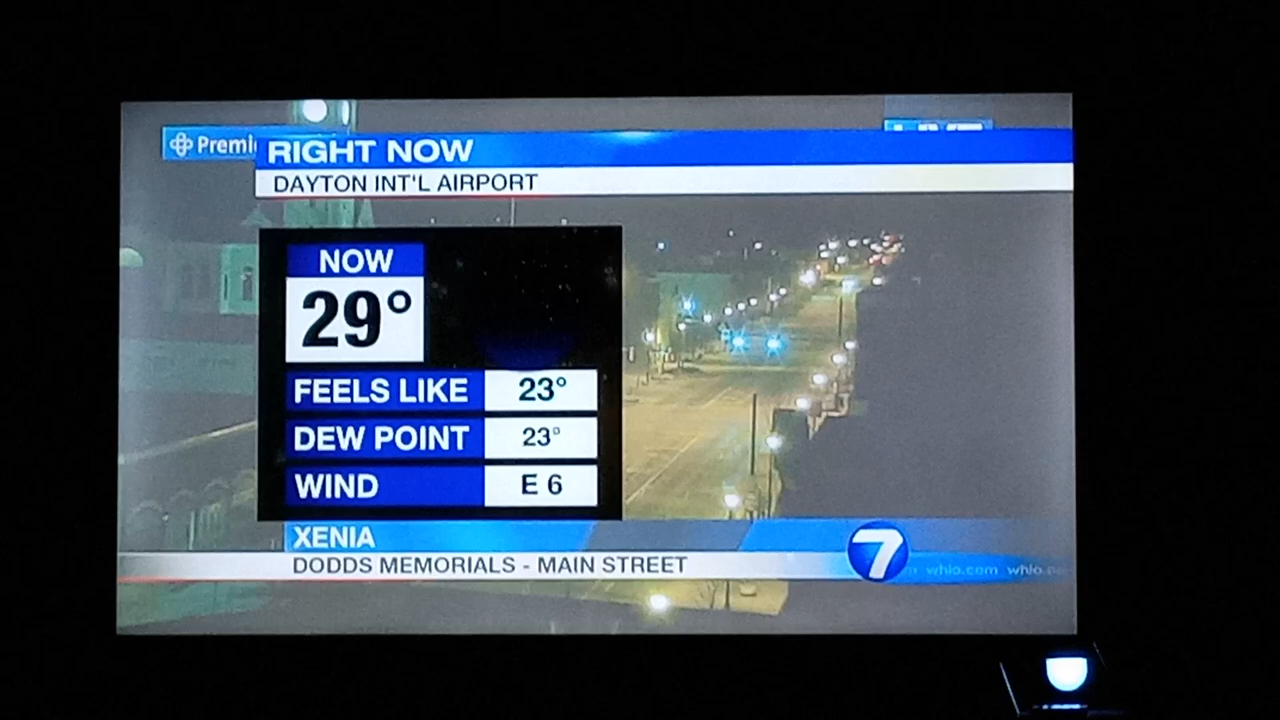 Premi
RIGHT NOW
DAYTON INT'L AIRPORT
NOW
29°
FEELS LIKE 23°
DEW POINT 23°
WIND E 6
XENIA
DODDS MEMORIALS - MAIN STREET
7
whio.com whio.